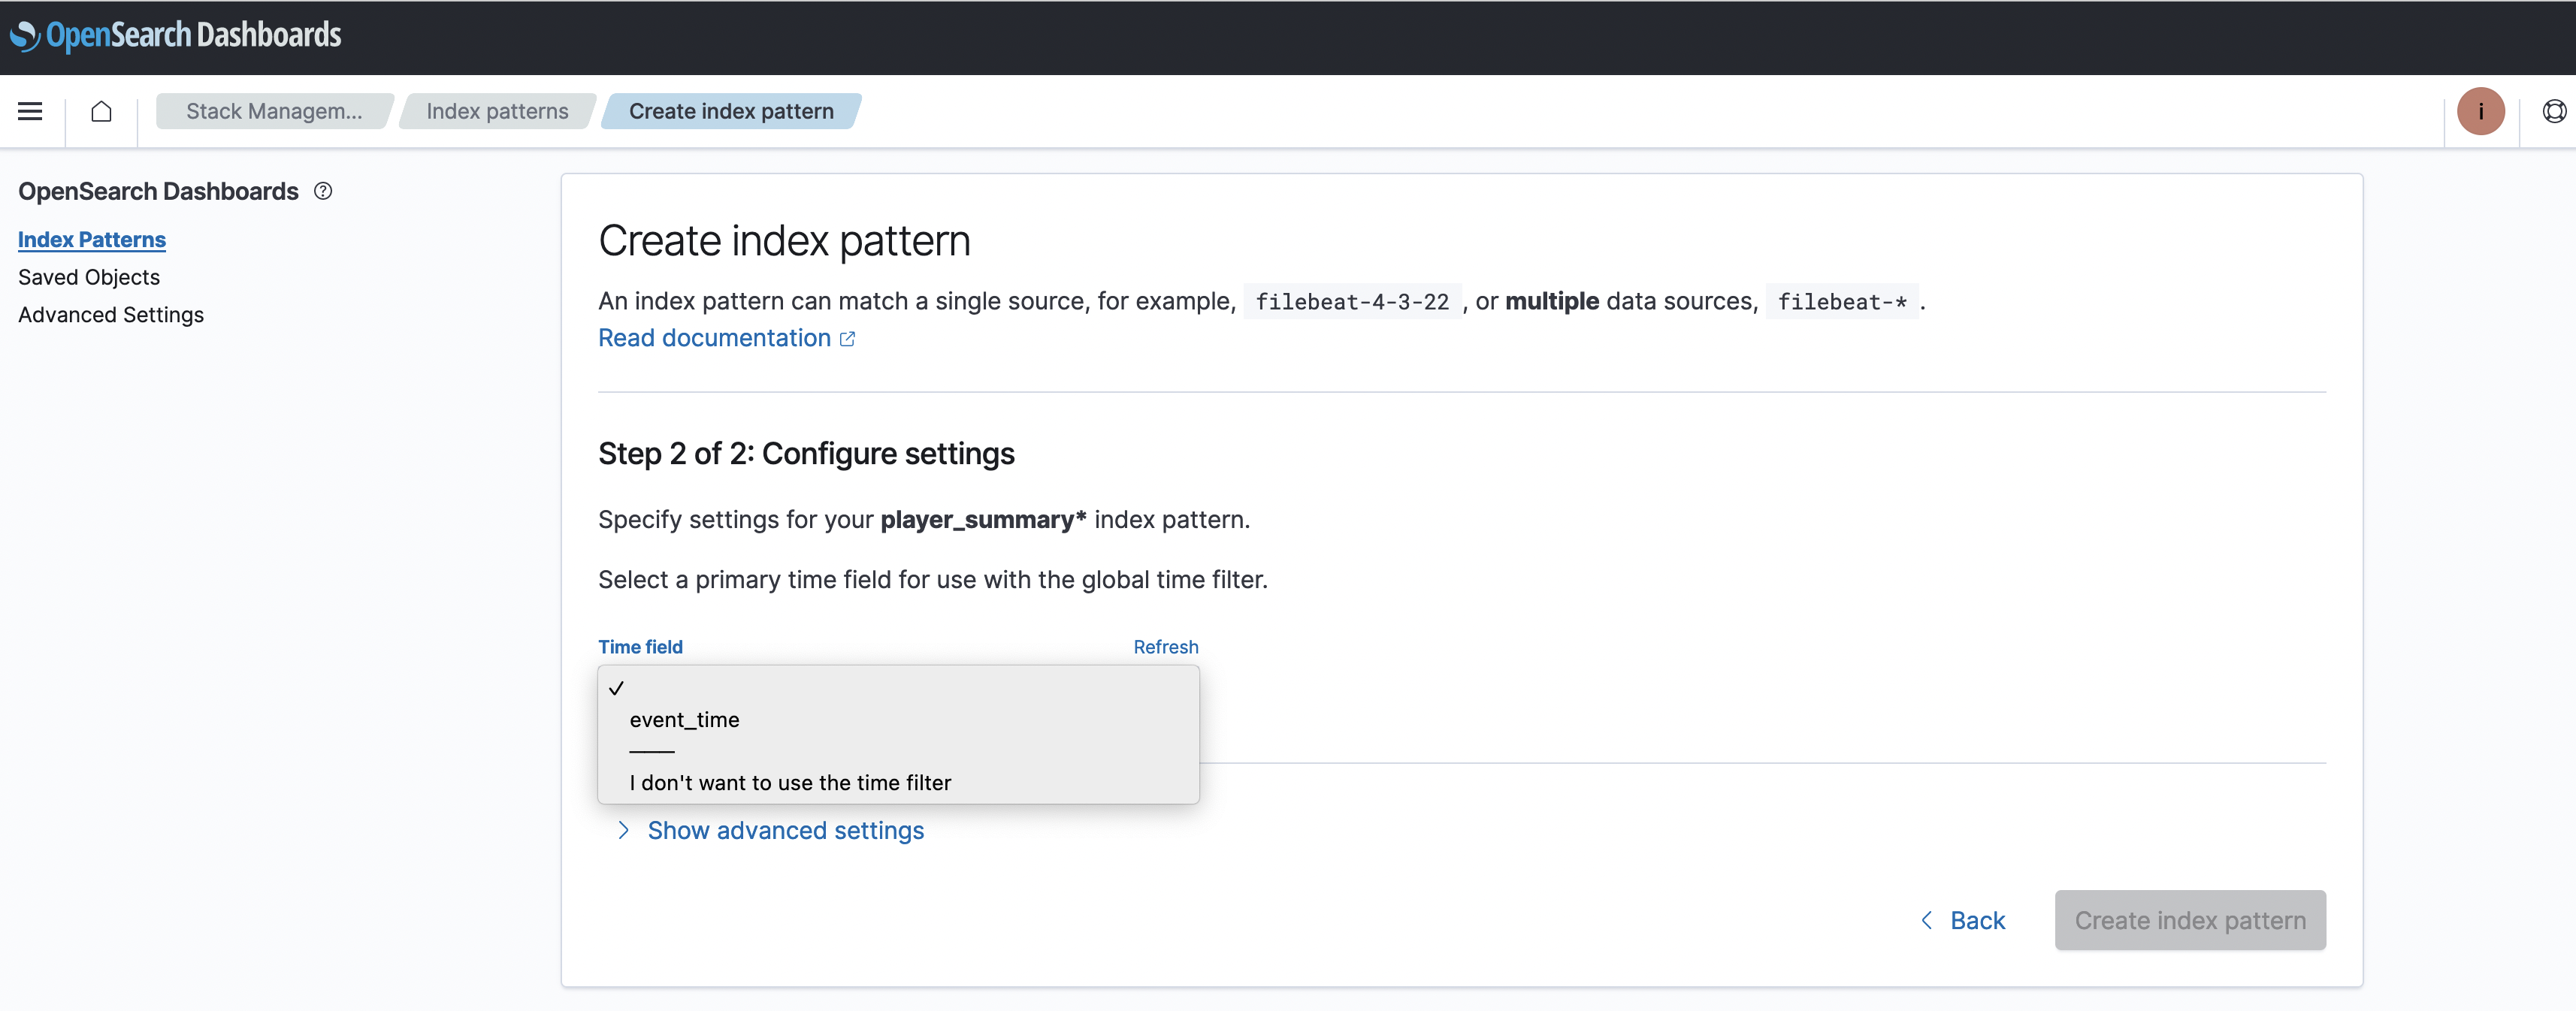 OpenSearch Dashboards
Stack Managem...
Index patterns
Create index pattern
i
OpenSearch Dashboards
Index Patterns
Saved Objects
Advanced Settings
Create index pattern
An index pattern can match a single source, for example, filebeat-4-3-22 , or multiple data sources, filebeat-* .
Read documentation
Step 2 of 2: Configure settings
Specify settings for your player_summary* index pattern.
Select a primary time field for use with the global time filter.
Time field
Refresh
event_time
I don't want to use the time filter
Show advanced settings
Back
Create index pattern